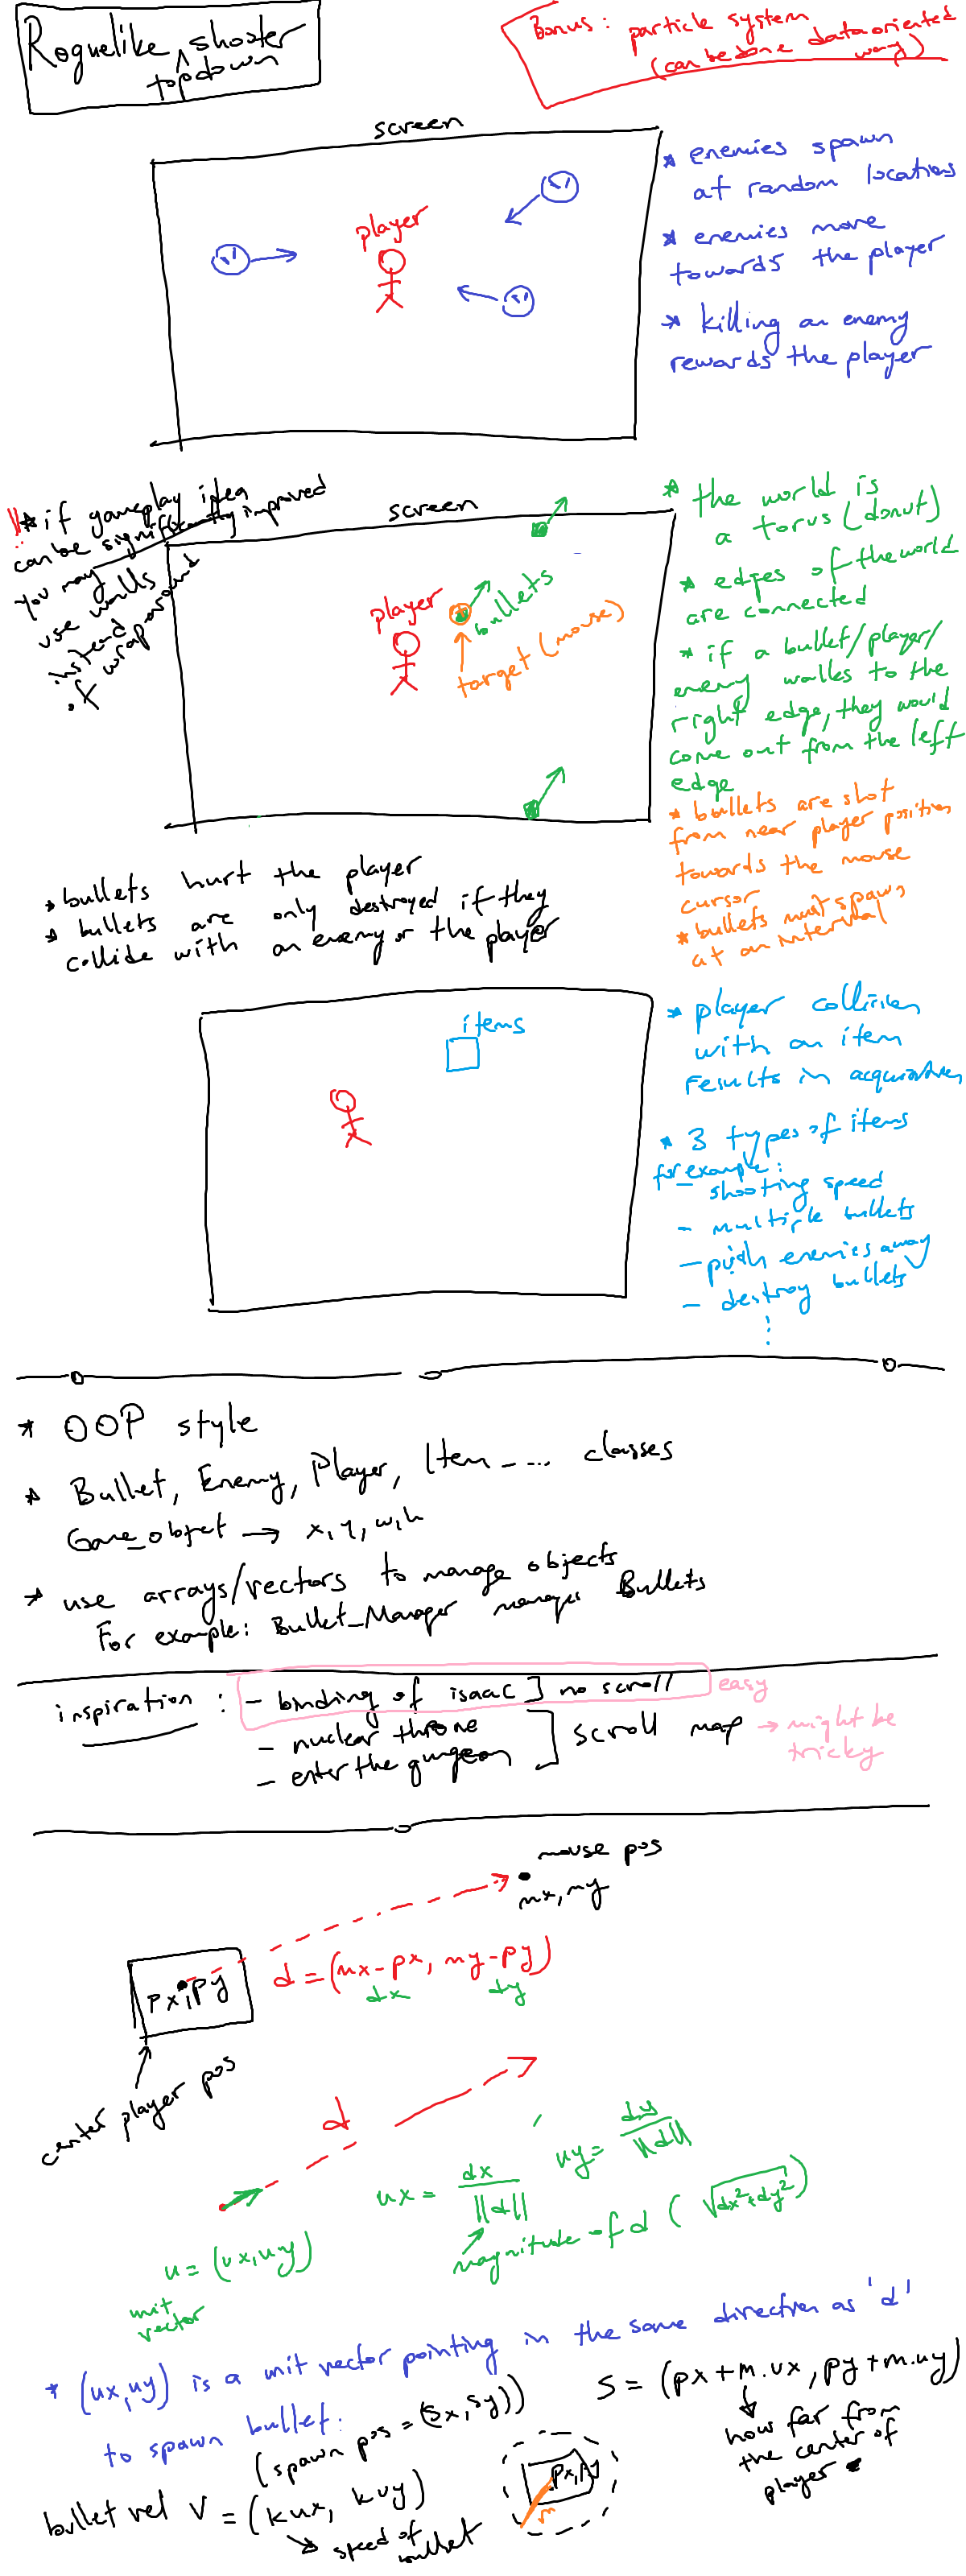 Roguelike ^ shooter
topdown
Bonus: particle system
(can be done data oriented
way)
screen
player
* enemies spawn
at random locations
* enemies move
towards the player
* killing an enemy
rewards the player
!! * if gameplay idea
can be significantly improved
you may
use walls
instead
of wraparound
screen
player
bullets
target (mouse)
* the world is
a torus (donut)
* edges of the world
are connected
* if a bullet/player/
enemy walks to the
right edge, they would
come out from the left
edge
* bullets are shot
from near player position
towards the mouse
cursor
* bullets must spawn
at an interval
* bullets hurt the player
* bullets are only destroyed if they
collide with an enemy or the player
items
* player collision
with an item
results in
* 3 types of items
for example:
- shooting speed
- multiple bullets
- push enemies away
- destroy bullets
⋮
* OOP style
* Bullet, Enemy, Player, Item - ... classes
Game_object → x, y, w, h
* use arrays/vectors to manage objects
For example: Bullet_Manager manages Bullets
inspiration : - binding of isaac ] no scroll easy
- nuclear throne
- enter the gungeon ] scroll map → might be
tricky
mouse pos
mx, my
px, py
d = (mx-px, my-py)
dx dy
center player pos
d
ux = dx/||d|| uy = dy/||d||
magnitude of d (√dx²+dy²)
u = (ux, uy)
unit
vector
* (ux, uy) is a unit vector pointing in the same direction as 'd'
to spawn bullet:
(spawn pos = (sx, sy))
S = (px + m.ux, py + m.uy)
how far from
the center of
player
px, py
m
bullet vel V = (kux, kuy)
speed of
bullet